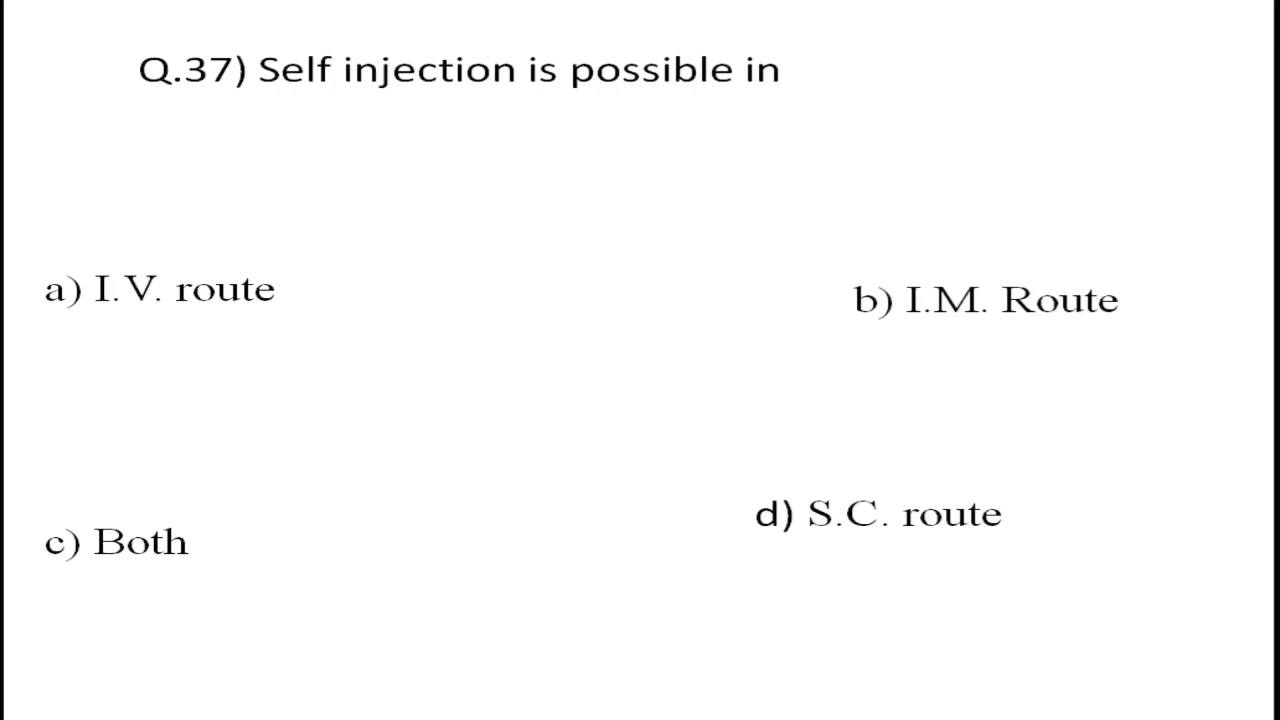 Q.37) Self injection is possible in
a) I.V. route
b) I.M. Route
c) Both
d) S.C. route